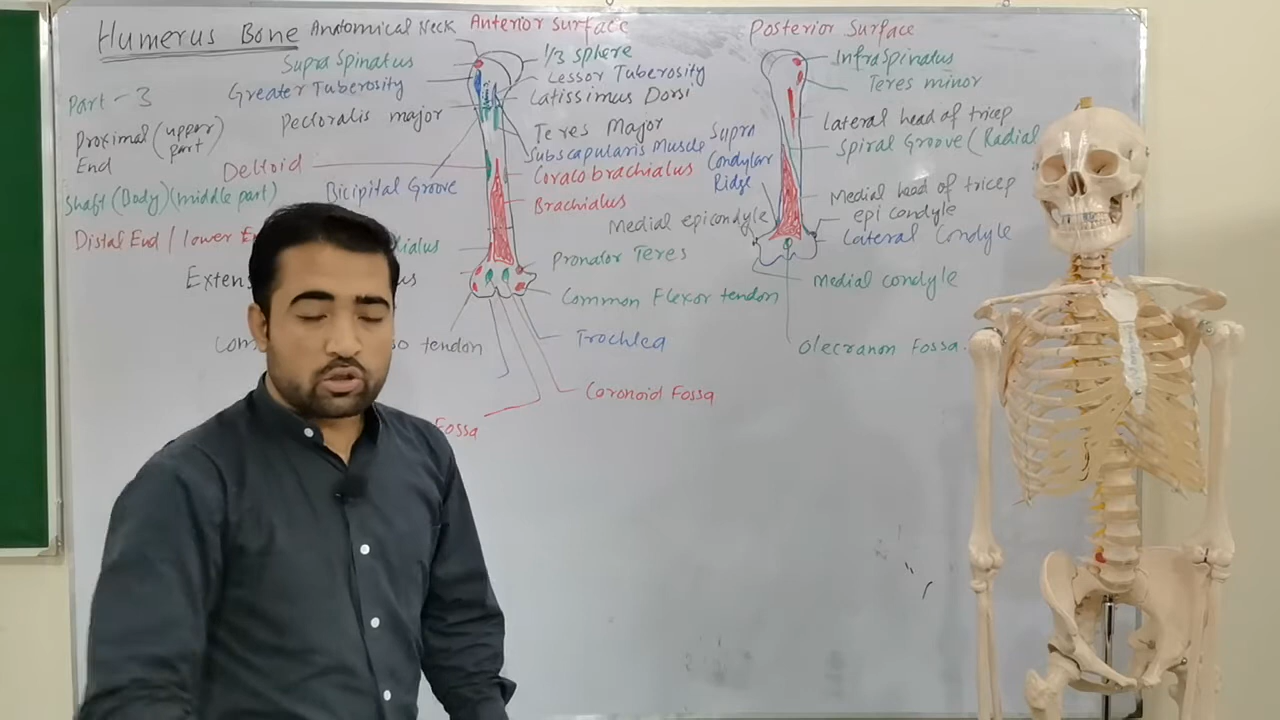 Humerus Bone
Part-3
Proximal (upper part)
End
Shaft (Body) (middle part)
Distal End / lower
Anatomical Neck
Anterior surface
Supra Spinatus
Greater Tuberosity
Pectoralis major
Deltoid
Bicipital Groove
1/3 sphere
Lessor Tuberosity
Latissimus Dorsi
Teres Major
Subscapularis Muscle
Coracobrachialus
Brachialus
Pronator Teres
Common Flexor tendon
Trochlea
Coronoid Fossa
tendon
Fossa
Posterior Surface
InfraSpinatus
Teres minor
Lateral head of tricep
Spiral Groove (Radial
Supra
Condylar
Ridge
Medial epicondyle
Medial head of tricep
epi condyle
Lateral Condyle
Medial condyle
Olecranon Fossa.